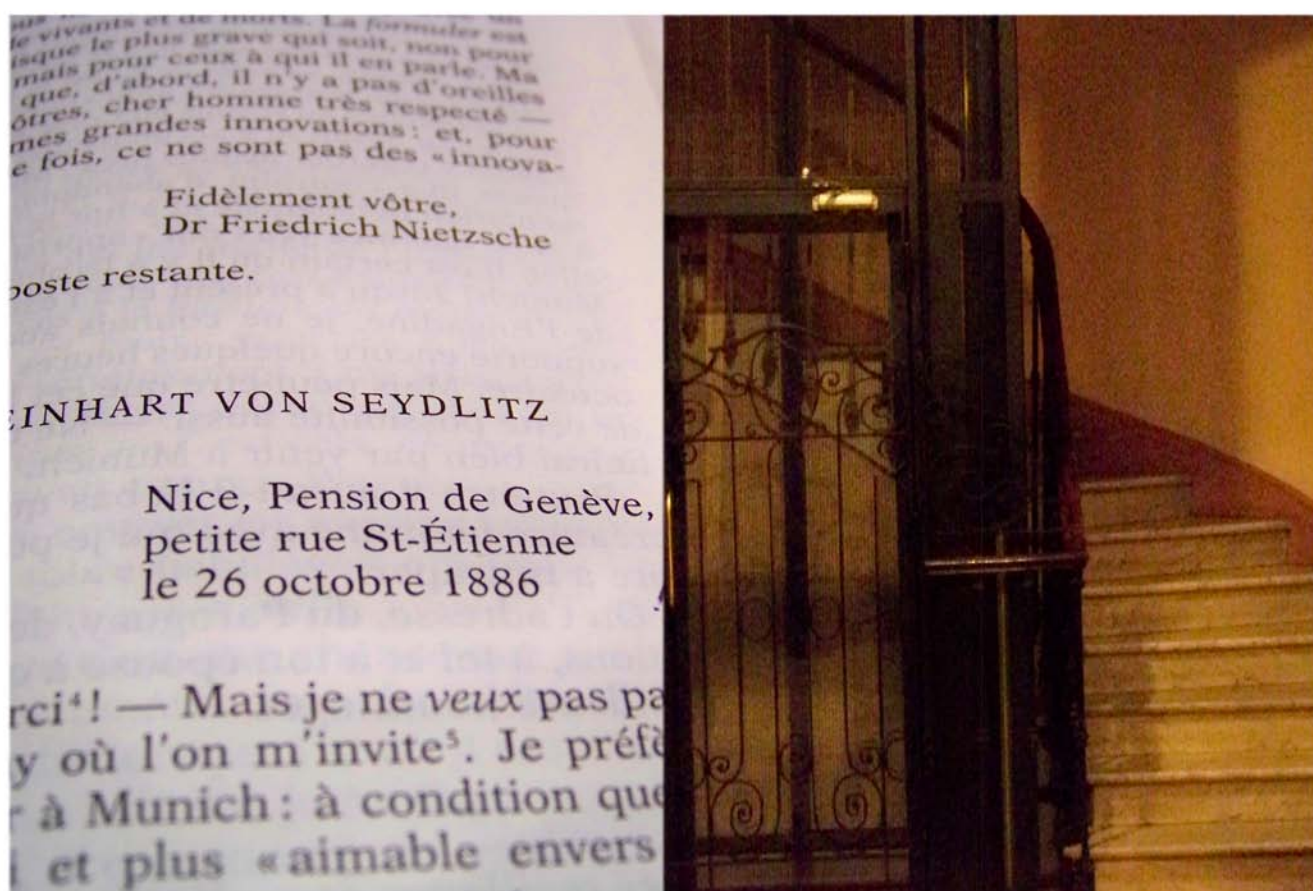 de vivants et de morts. La formuler est
risque le plus grave qui soit, non pour
mais pour ceux à qui il en parle. Ma
que, d'abord, il n'y a pas d'oreilles
ôtres, cher homme très respecté —
mes grandes innovations : et, pour
e fois, ce ne sont pas des «innova-
Fidèlement vôtre,
Dr Friedrich Nietzsche
poste restante.
EINHART VON SEYDLITZ
Nice, Pension de Genève,
petite rue St-Étienne
le 26 octobre 1886
rci⁴! — Mais je ne veux pas pa
y où l'on m'invite⁵. Je préfè
r à Munich : à condition que
i et plus «aimable envers